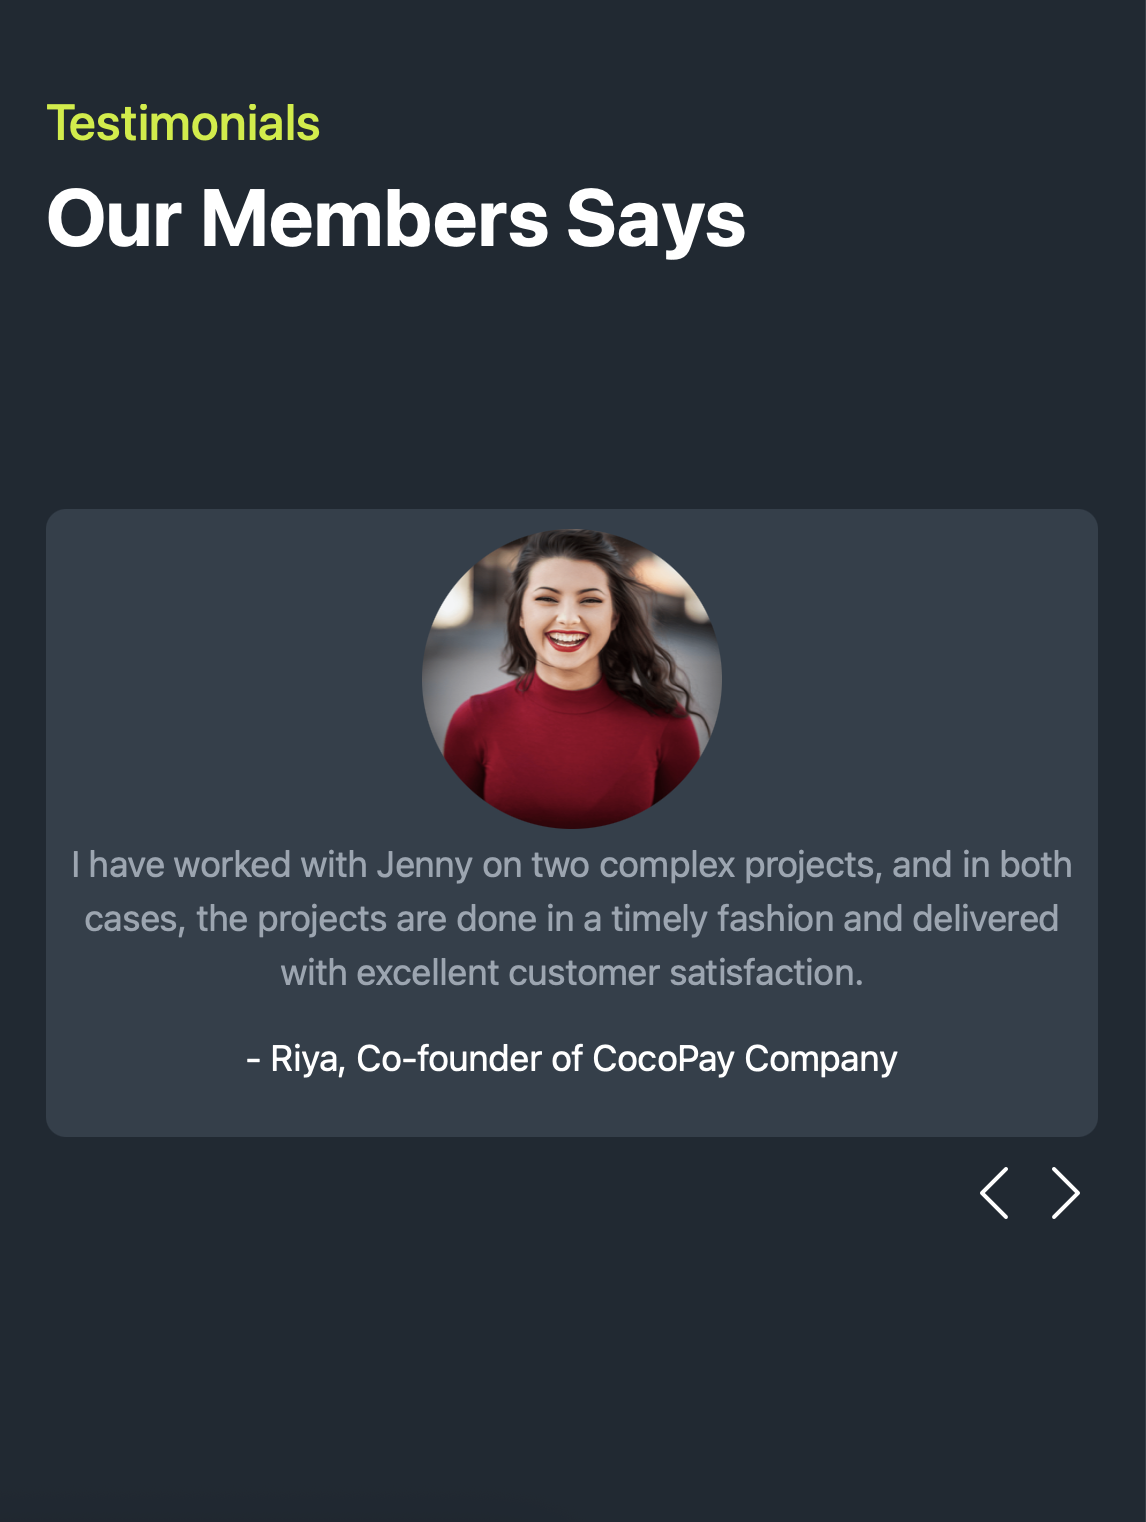 Testimonials
Our Members Says
I have worked with Jenny on two complex projects, and in both
cases, the projects are done in a timely fashion and delivered
with excellent customer satisfaction.
- Riya, Co-founder of CocoPay Company